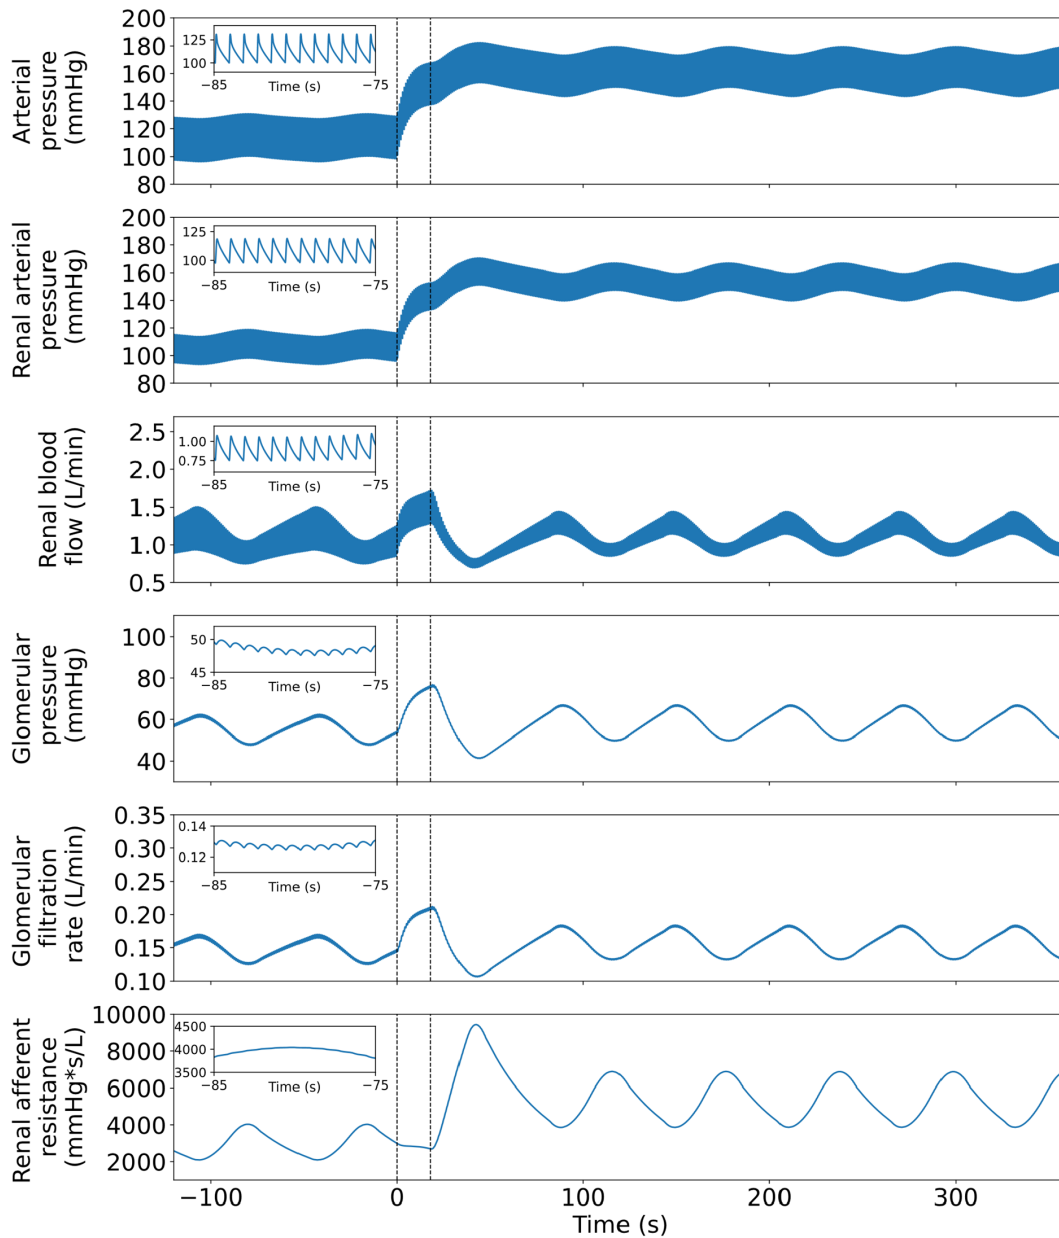 Arterial
pressure
(mmHg)
200
180
160
140
120
100
80
125
100
−85
Time (s)
−75
Renal arterial
pressure
(mmHg)
200
180
160
140
120
100
80
125
100
−85
Time (s)
−75
Renal blood
flow (L/min)
2.5
2.0
1.5
1.0
0.5
1.00
0.75
−85
Time (s)
−75
Glomerular
pressure
(mmHg)
100
80
60
40
50
45
−85
Time (s)
−75
Glomerular
filtration
rate (L/min)
0.35
0.30
0.25
0.20
0.15
0.10
0.14
0.12
−85
Time (s)
−75
Renal afferent
resistance
(mmHg*s/L)
10000
8000
6000
4000
2000
4500
4000
3500
−85
Time (s)
−75
−100
0
100
200
300
Time (s)